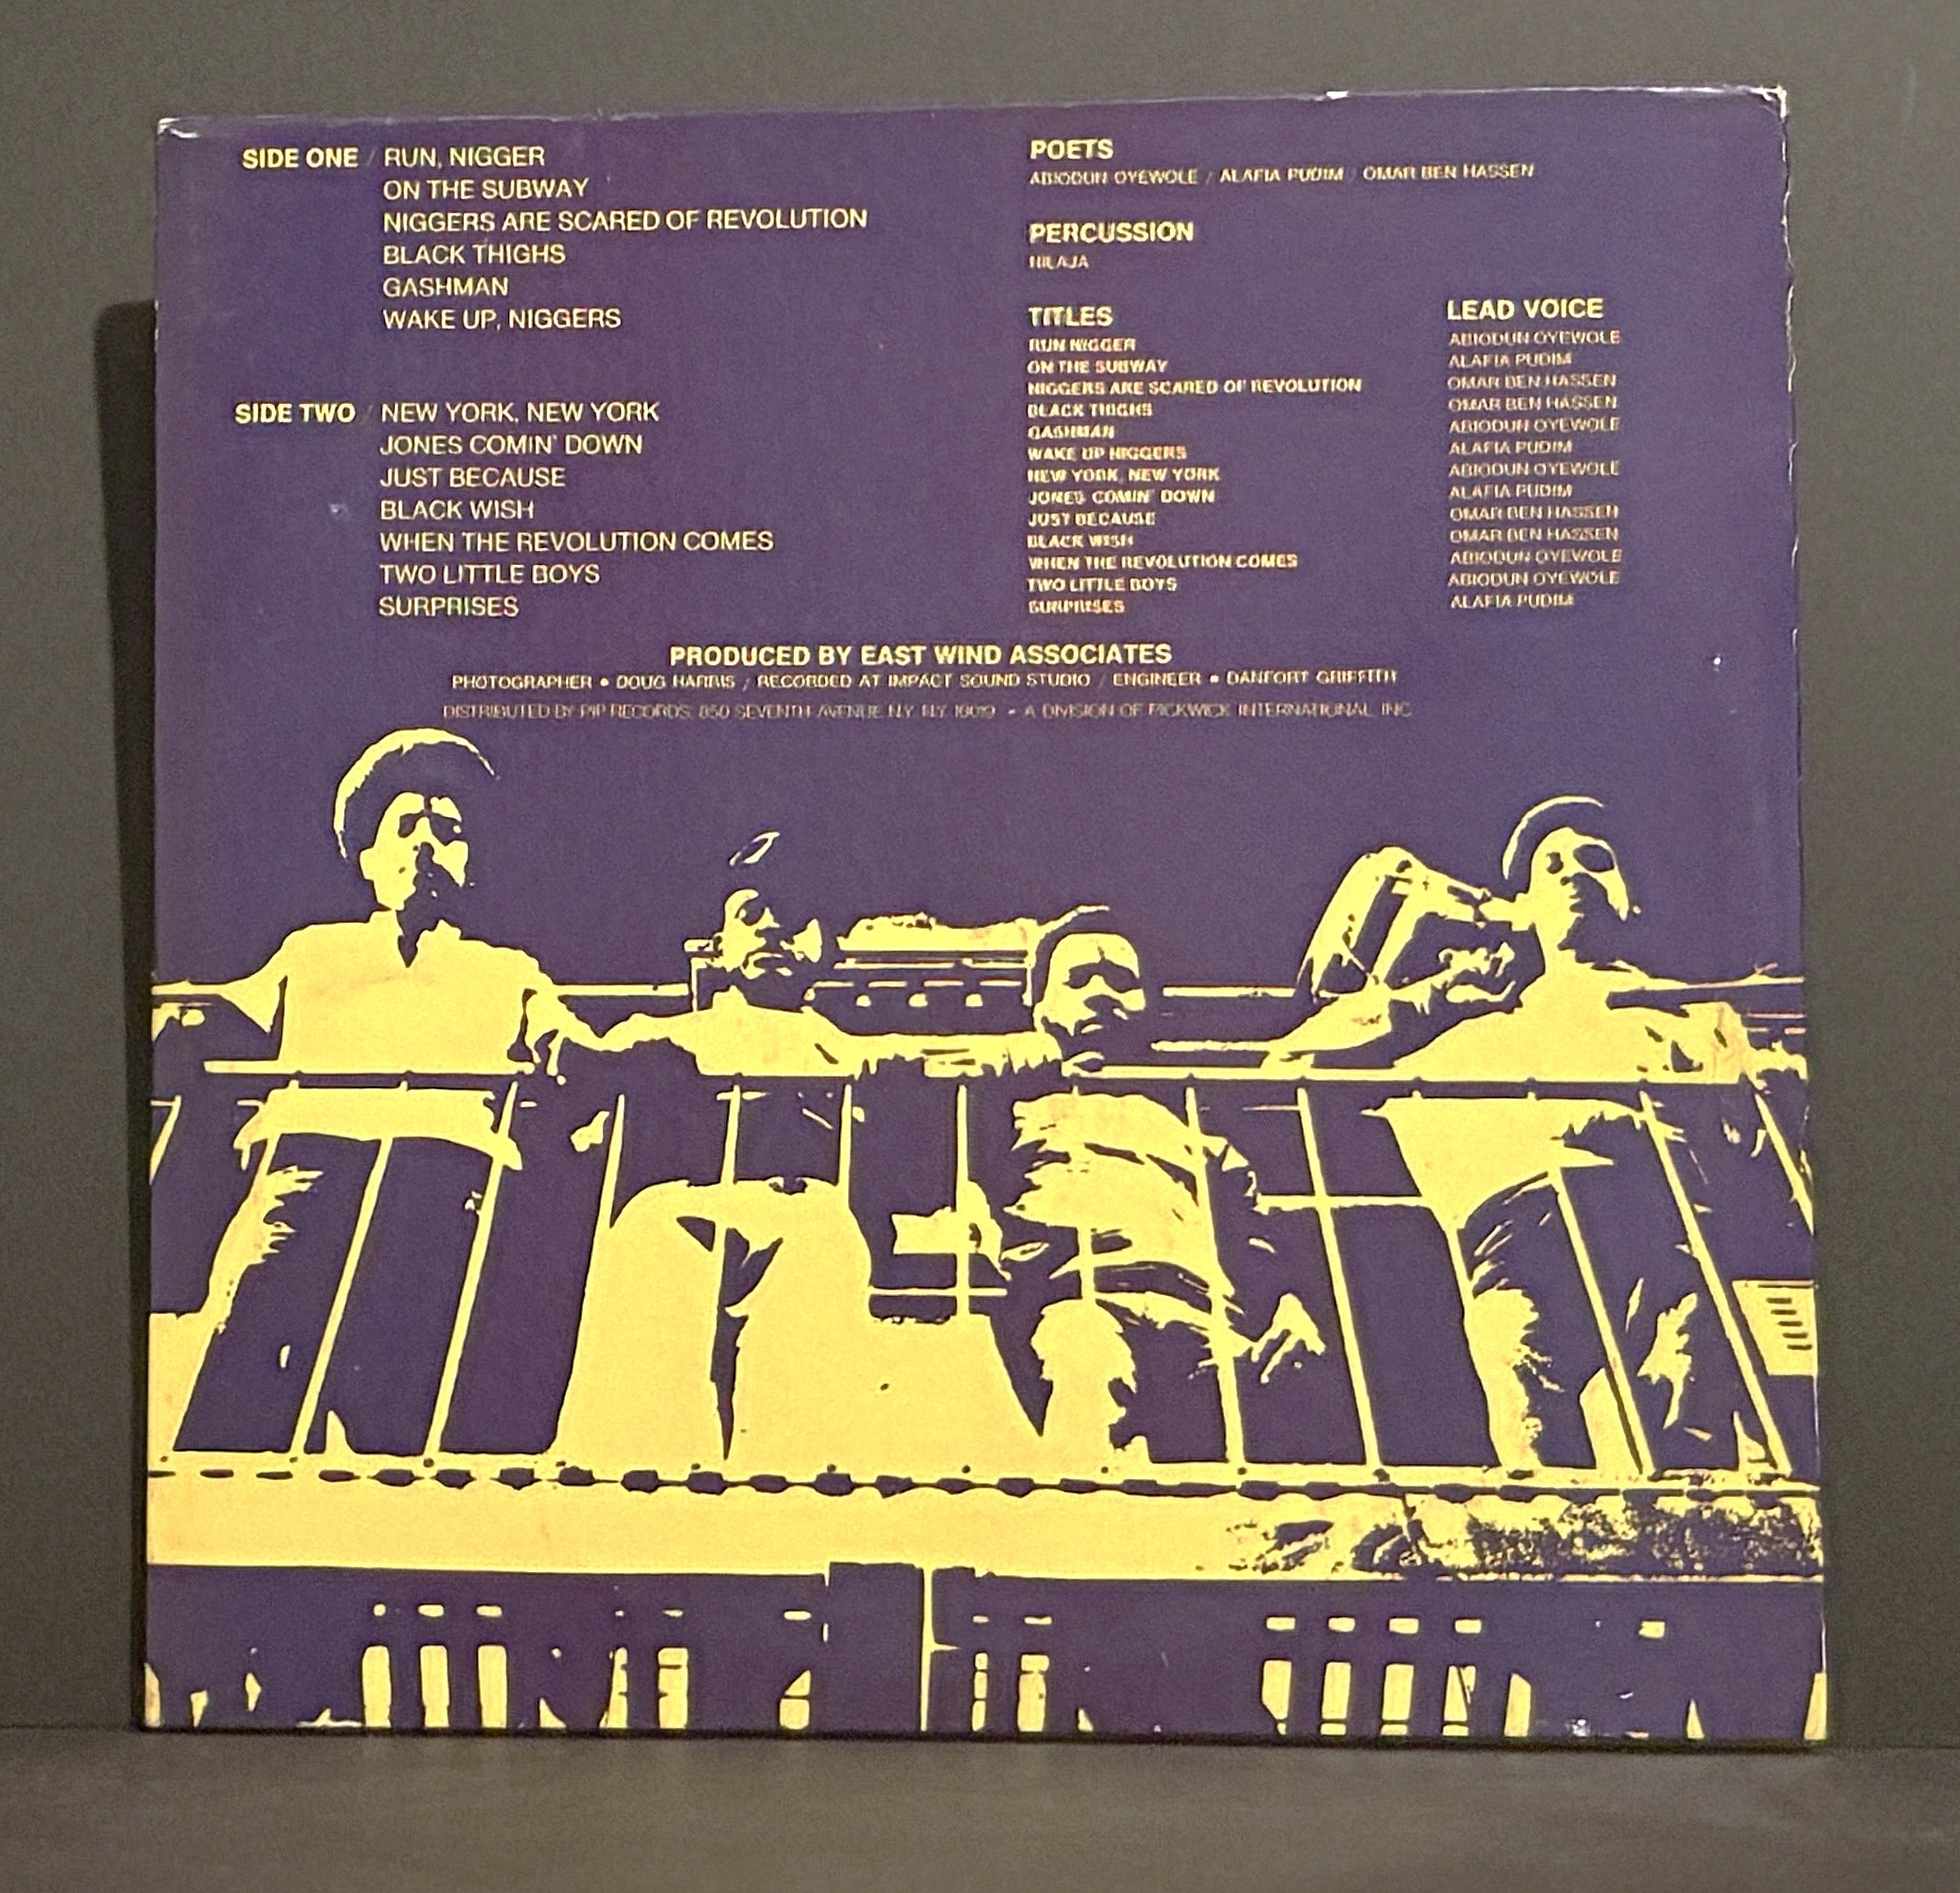 SIDE ONE / RUN, NIGGER
ON THE SUBWAY
NIGGERS ARE SCARED OF REVOLUTION
BLACK THIGHS
GASHMAN
WAKE UP, NIGGERS
SIDE TWO / NEW YORK, NEW YORK
JONES COMIN' DOWN
JUST BECAUSE
BLACK WISH
WHEN THE REVOLUTION COMES
TWO LITTLE BOYS
SURPRISES
POETS
ABIODUN OYEWOLE / ALAFIA PUDIM / OMAR BEN HASSEN
PERCUSSION
NILAJA
TITLES
RUN NIGGER
ON THE SUBWAY
NIGGERS ARE SCARED OF REVOLUTION
BLACK THIGHS
GASHMAN
WAKE UP NIGGERS
NEW YORK, NEW YORK
JONES COMIN' DOWN
JUST BECAUSE
BLACK WISH
WHEN THE REVOLUTION COMES
TWO LITTLE BOYS
SURPRISES
LEAD VOICE
ABIODUN OYEWOLE
ALAFIA PUDIM
OMAR BEN HASSEN
OMAR BEN HASSEN
ABIODUN OYEWOLE
ALAFIA PUDIM
ABIODUN OYEWOLE
ALAFIA PUDIM
OMAR BEN HASSEN
OMAR BEN HASSEN
ABIODUN OYEWOLE
ABIODUN OYEWOLE
ALAFIA PUDIM
PRODUCED BY EAST WIND ASSOCIATES
PHOTOGRAPHER • DOUG HARRIS / RECORDED AT IMPACT SOUND STUDIO / ENGINEER • DANFORT GRIFFITH
DISTRIBUTED BY PIP RECORDS, 850 SEVENTH AVENUE N.Y. N.Y. 10019 • A DIVISION OF PICKWICK INTERNATIONAL, INC.